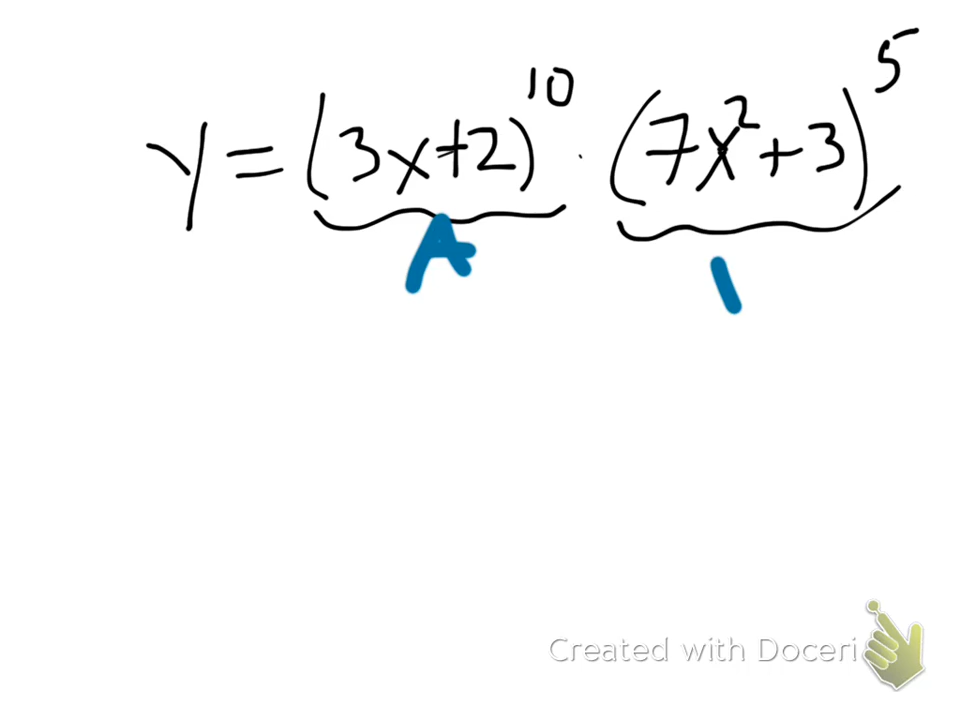 y = (3x+2)^10 · (7x^2+3)^5
A
Created with Doceri